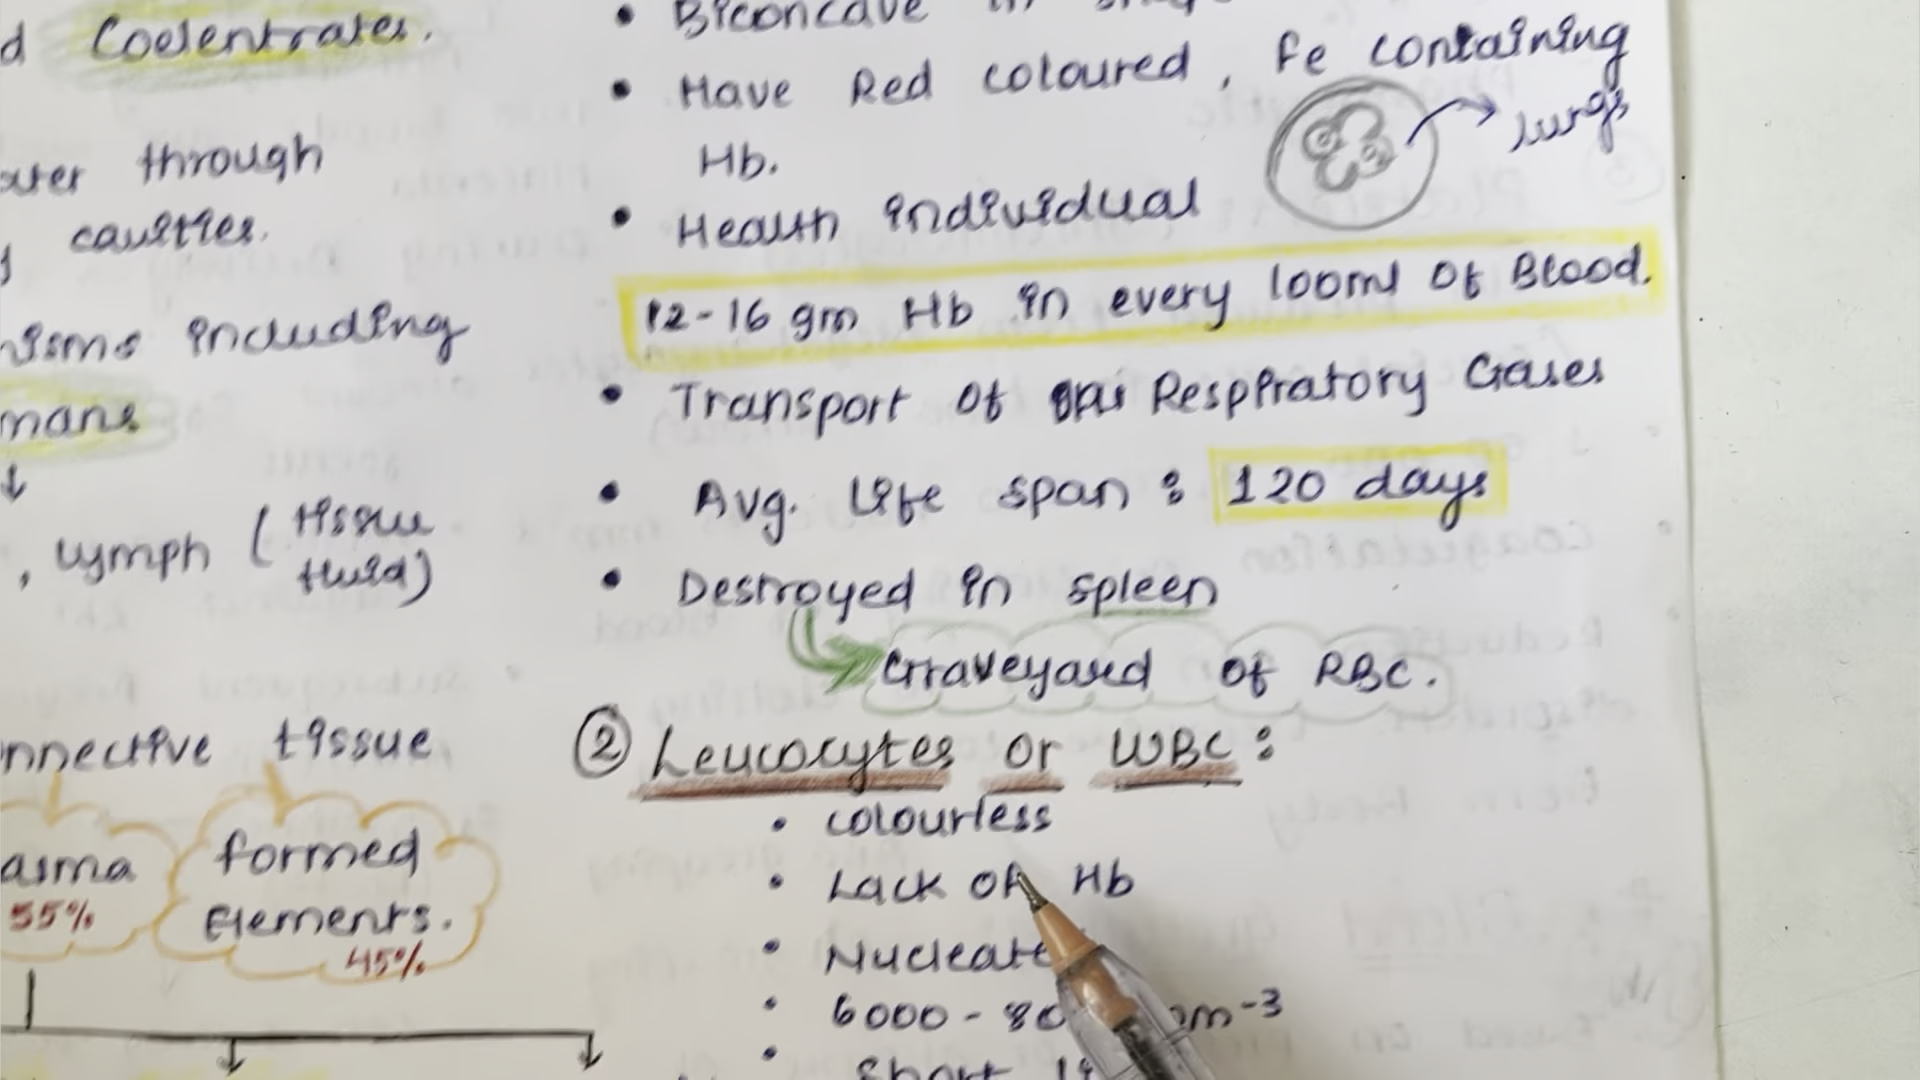 d Coelentrates.
through
cavities.
including
mans
, Lymph ( tissue
fluid)
nnective tissue
asma
55%
formed
Elements.
45%
• Biconcave in
• Have Red coloured, Fe containing
Hb.
lungs
• Health individual
12-16 gm Hb in every 100ml of Blood.
• Transport of Respiratory Gases
• Avg. Life span : 120 days
• Destroyed in spleen
Graveyard of RBC.
② Leucocytes or WBC :
• colourless
• Lack of Hb
• Nucleate
• 6000 - 80 mm-3
• Short